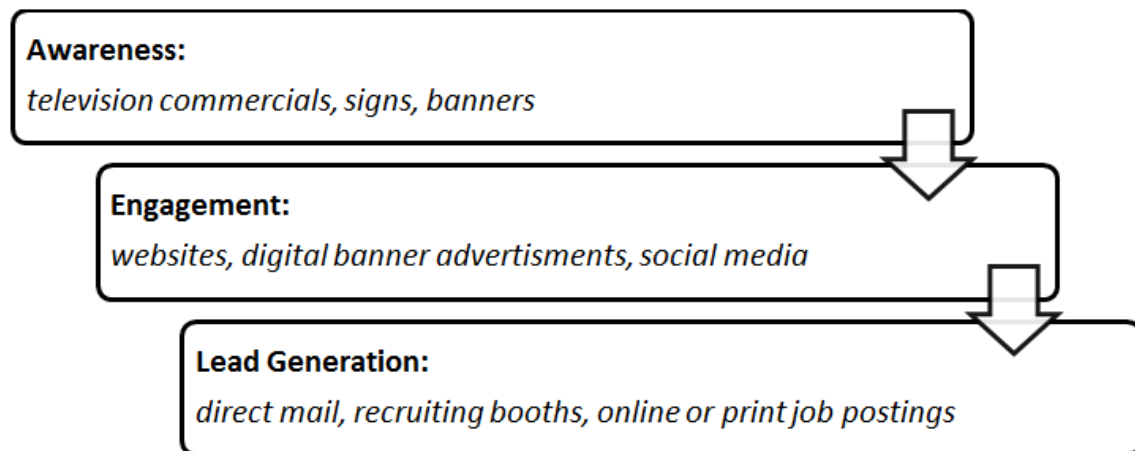 Awareness:
television commercials, signs, banners
Engagement:
websites, digital banner advertisments, social media
Lead Generation:
direct mail, recruiting booths, online or print job postings